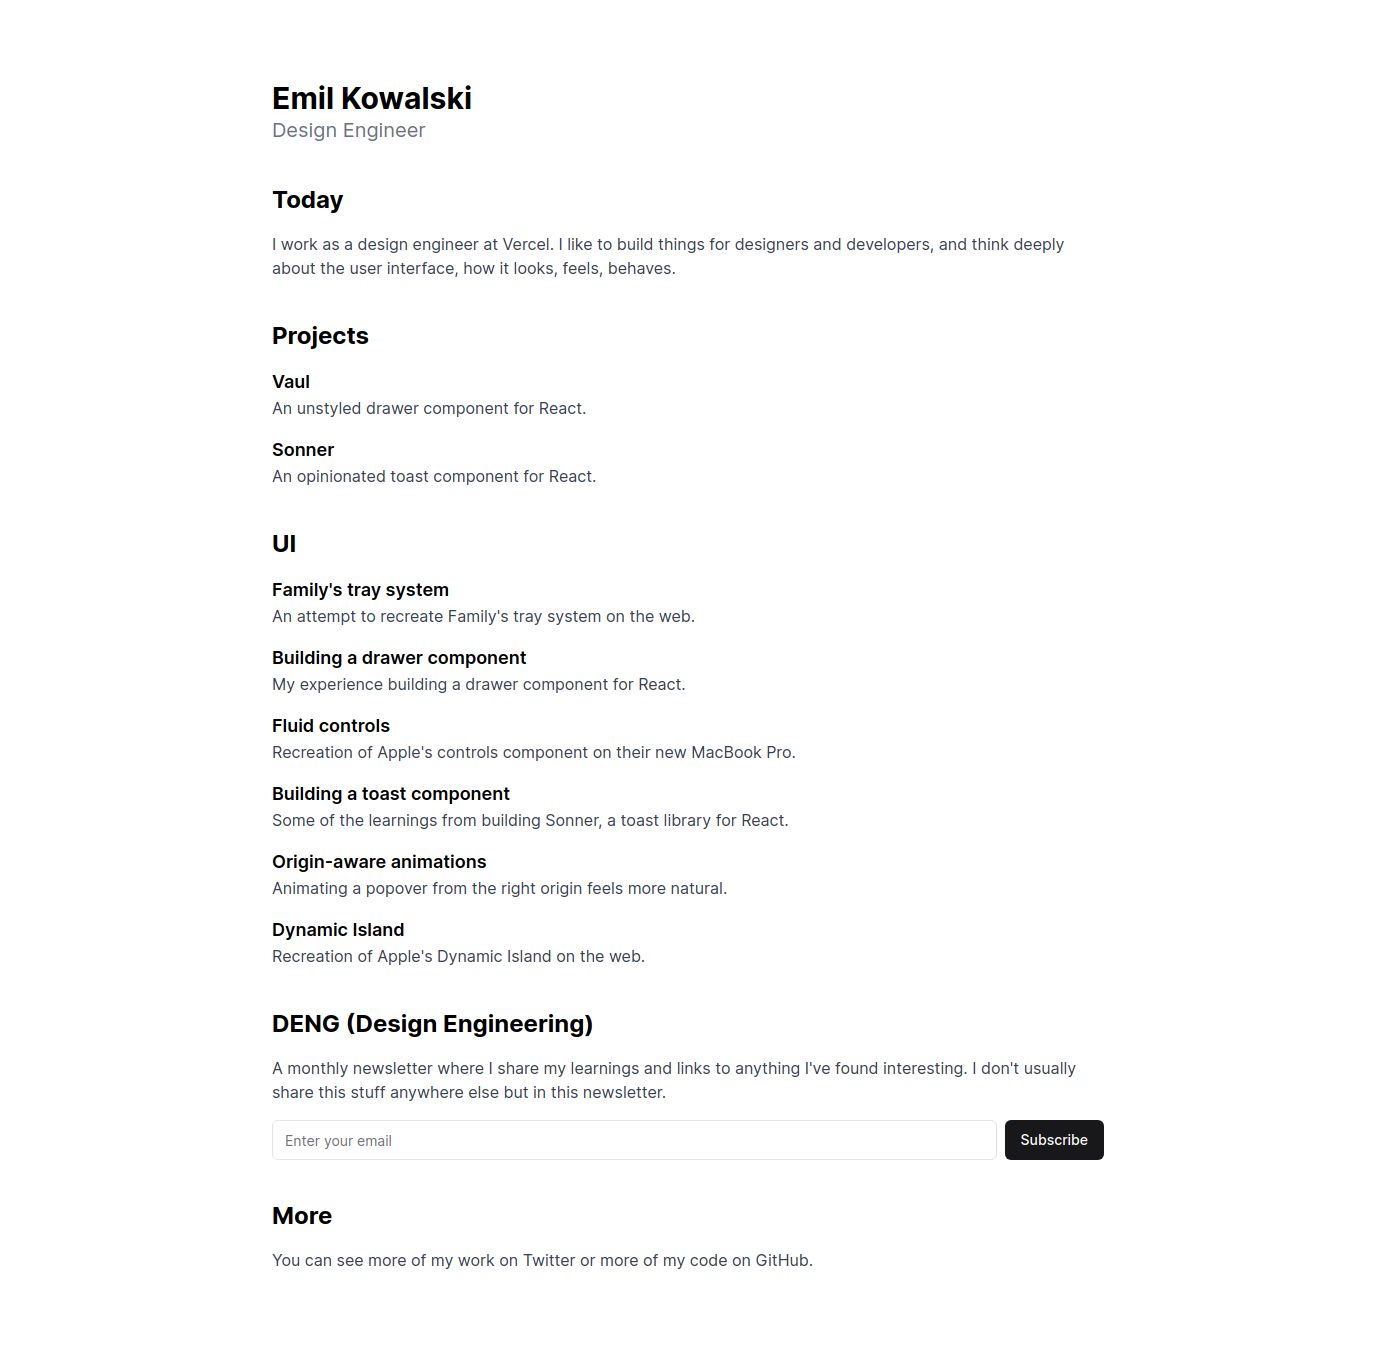 Emil Kowalski
Design Engineer
Today
I work as a design engineer at Vercel. I like to build things for designers and developers, and think deeply
about the user interface, how it looks, feels, behaves.
Projects
Vaul
An unstyled drawer component for React.
Sonner
An opinionated toast component for React.
UI
Family's tray system
An attempt to recreate Family's tray system on the web.
Building a drawer component
My experience building a drawer component for React.
Fluid controls
Recreation of Apple's controls component on their new MacBook Pro.
Building a toast component
Some of the learnings from building Sonner, a toast library for React.
Origin-aware animations
Animating a popover from the right origin feels more natural.
Dynamic Island
Recreation of Apple's Dynamic Island on the web.
DENG (Design Engineering)
A monthly newsletter where I share my learnings and links to anything I've found interesting. I don't usually
share this stuff anywhere else but in this newsletter.
Enter your email
Subscribe
More
You can see more of my work on Twitter or more of my code on GitHub.